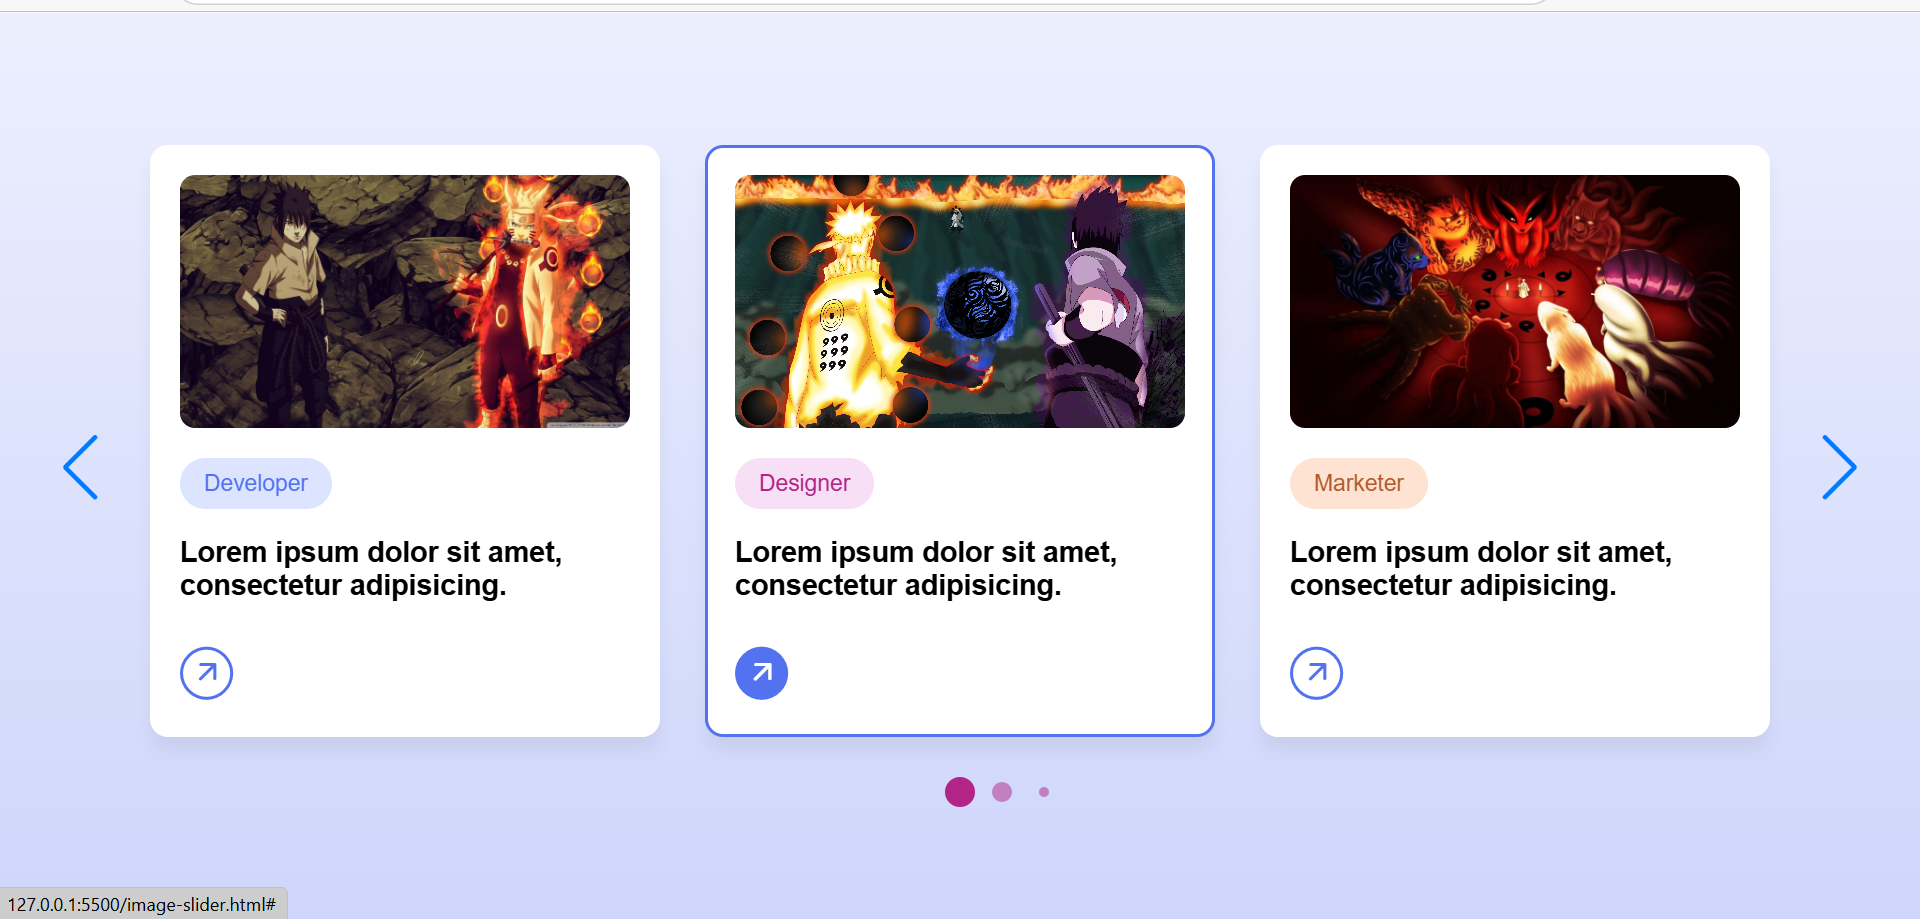 Developer
Lorem ipsum dolor sit amet,
consectetur adipisicing.
Designer
Lorem ipsum dolor sit amet,
consectetur adipisicing.
Marketer
Lorem ipsum dolor sit amet,
consectetur adipisicing.
127.0.0.1:5500/image-slider.html#